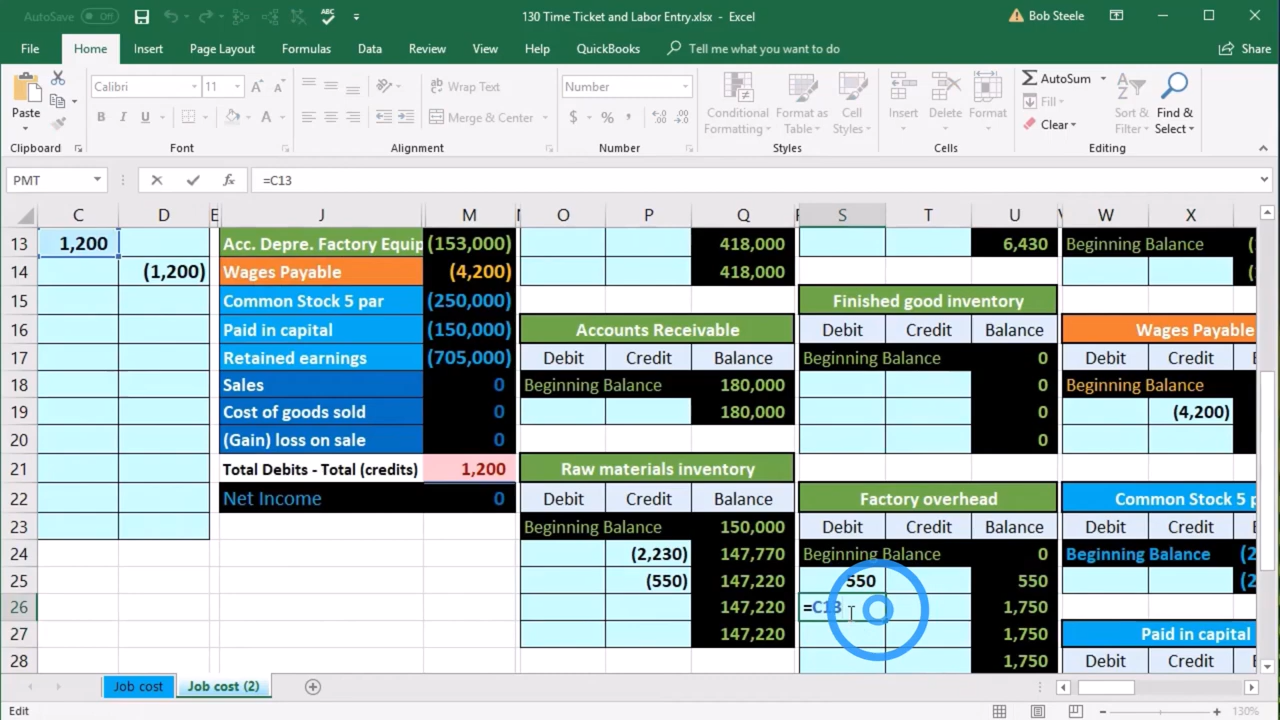 AutoSave Off ABC 130 Time Ticket and Labor Entry.xlsx - Excel Bob Steele
File Home Insert Page Layout Formulas Data Review View Help QuickBooks Tell me what you want to do Share
Calibri 11 A A ab Wrap Text Number Σ AutoSum
Paste B I U A Merge & Center $ % , Conditional Formatting Format as Table Cell Styles Insert Delete Format Fill Clear Sort & Filter Find & Select
Clipboard Font Alignment Number Styles Cells Editing
PMT fx =C13
C D E J M N O P Q R S T U V W X
13 1,200 Acc. Depre. Factory Equip (153,000) 418,000 6,430 Beginning Balance
14 (1,200) Wages Payable (4,200) 418,000
15 Common Stock 5 par (250,000) Finished good inventory
16 Paid in capital (150,000) Accounts Receivable Debit Credit Balance Wages Payable
17 Retained earnings (705,000) Debit Credit Balance Beginning Balance 0 Debit Credit
18 Sales 0 Beginning Balance 180,000 0 Beginning Balance
19 Cost of goods sold 0 180,000 0 (4,200)
20 (Gain) loss on sale 0 0
21 Total Debits - Total (credits) 1,200 Raw materials inventory
22 Net Income 0 Debit Credit Balance Factory overhead Common Stock 5 p
23 Beginning Balance 150,000 Debit Credit Balance Debit Credit
24 (2,230) 147,770 Beginning Balance 0 Beginning Balance (2
25 (550) 147,220 550 550 (2
26 147,220 =C13 1,750
27 147,220 1,750 Paid in capital
28 1,750 Debit Credit
Job cost Job cost (2)
Edit 130%